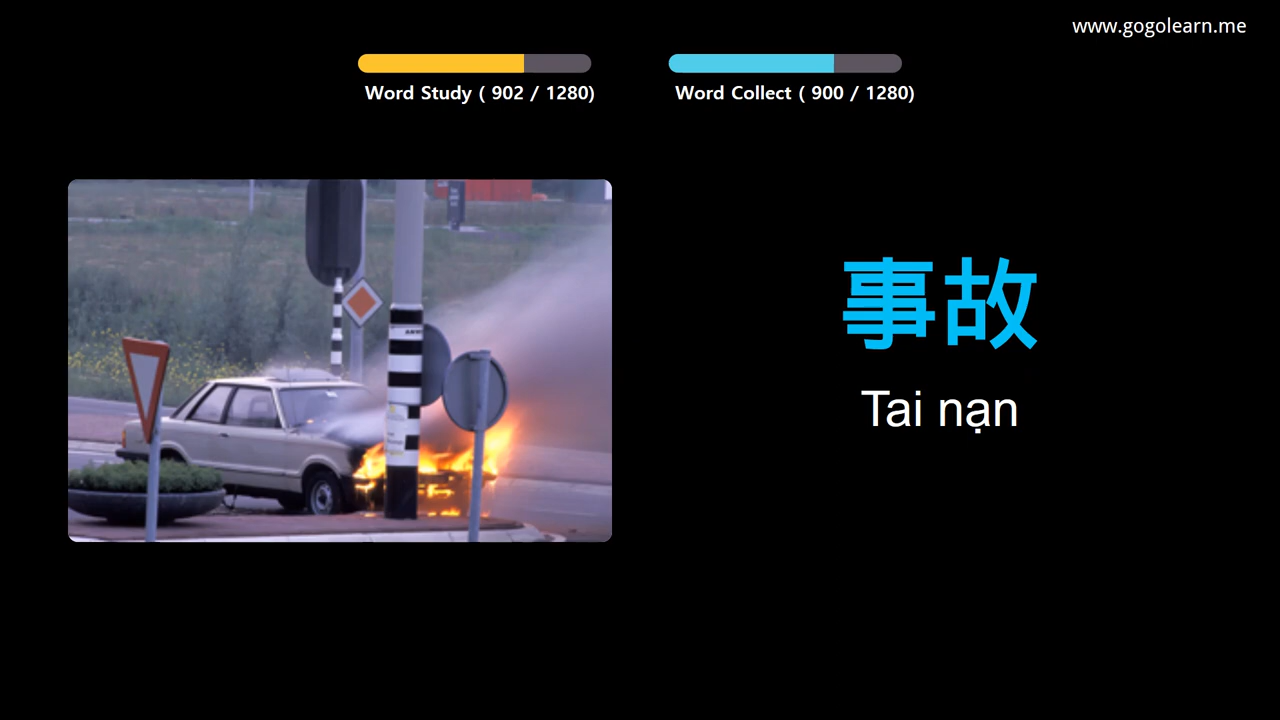 www.gogolearn.me
Word Study ( 902 / 1280)
Word Collect ( 900 / 1280)
事故
Tai nạn